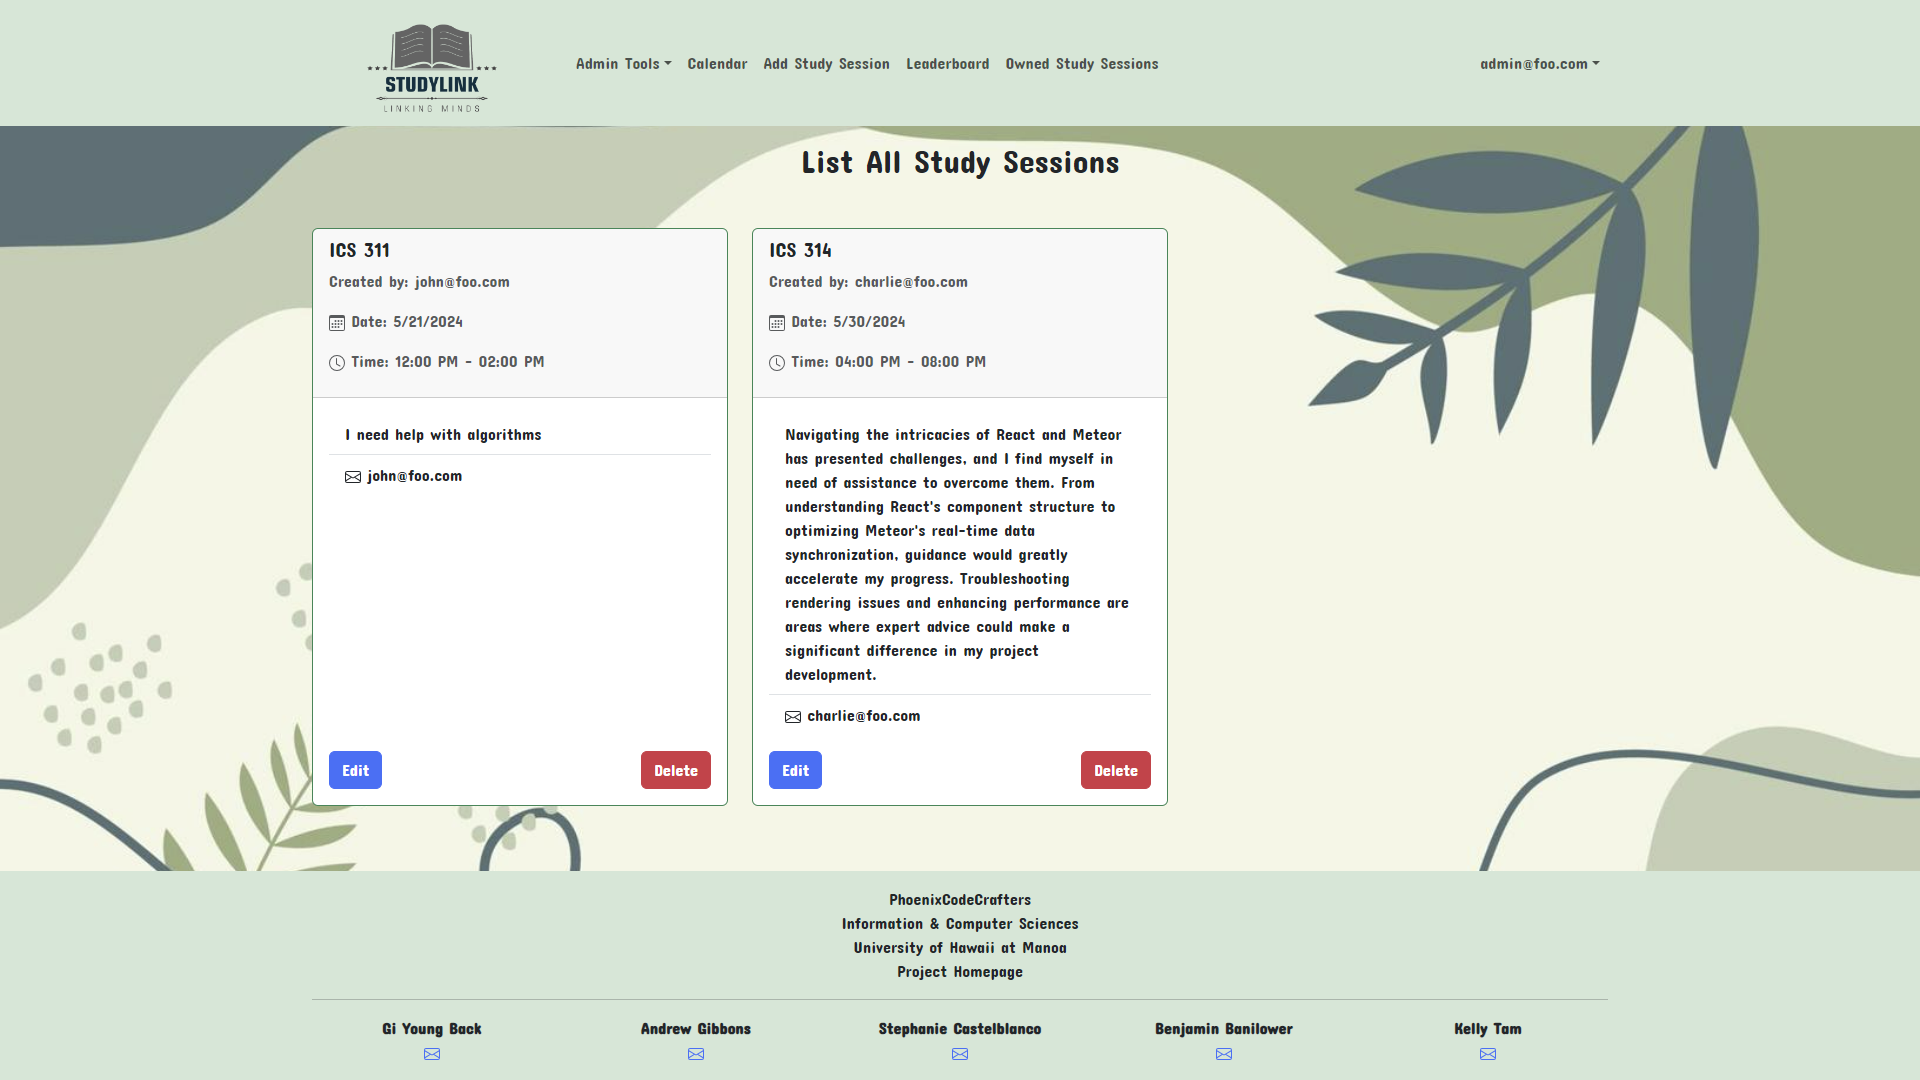 STUDYLINK
LINKING MINDS
Admin Tools Calendar Add Study Session Leaderboard Owned Study Sessions admin@foo.com
List All Study Sessions
ICS 311
Created by: john@foo.com
Date: 5/21/2024
Time: 12:00 PM - 02:00 PM
I need help with algorithms
john@foo.com
Edit Delete
ICS 314
Created by: charlie@foo.com
Date: 5/30/2024
Time: 04:00 PM - 08:00 PM
Navigating the intricacies of React and Meteor
has presented challenges, and I find myself in
need of assistance to overcome them. From
understanding React's component structure to
optimizing Meteor's real-time data
synchronization, guidance would greatly
accelerate my progress. Troubleshooting
rendering issues and enhancing performance are
areas where expert advice could make a
significant difference in my project
development.
charlie@foo.com
Edit Delete
PhoenixCodeCrafters
Information & Computer Sciences
University of Hawaii at Manoa
Project Homepage
Gi Young Back Andrew Gibbons Stephanie Castelblanco Benjamin Banilower Kelly Tam